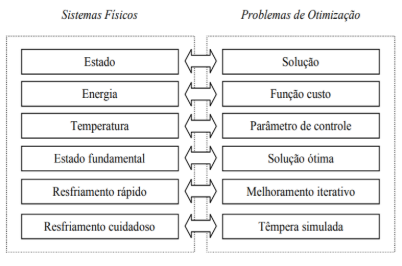 Sistemas Físicos Problemas de Otimização
Estado Solução
Energia Função custo
Temperatura Parâmetro de controle
Estado fundamental Solução ótima
Resfriamento rápido Melhoramento iterativo
Resfriamento cuidadoso Têmpera simulada